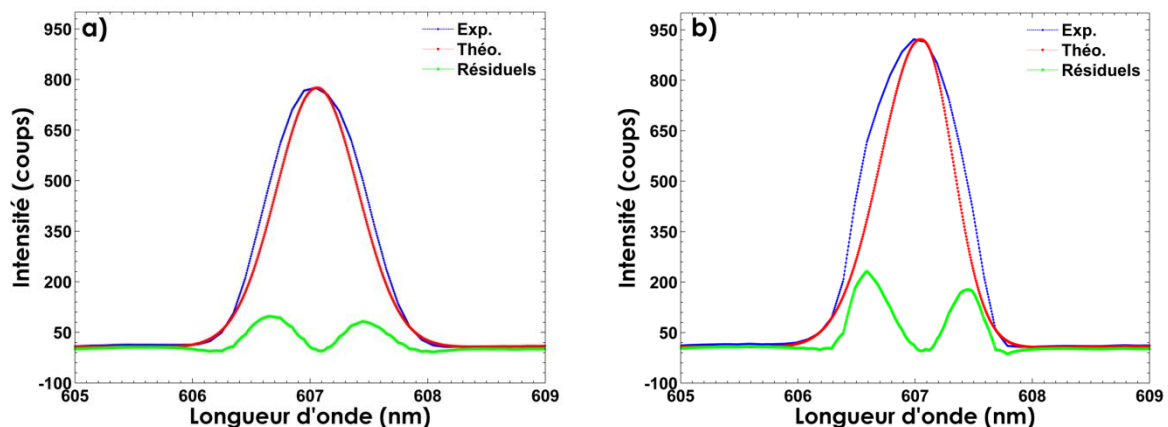 a)
Exp.
Théo.
Résiduels
Intensité (coups)
950
800
650
500
350
200
50
-100
605
606
607
608
609
Longueur d'onde (nm)
b)
Exp.
Théo.
Résiduels
Intensité (coups)
950
800
650
500
350
200
50
-100
605
606
607
608
609
Longueur d'onde (nm)